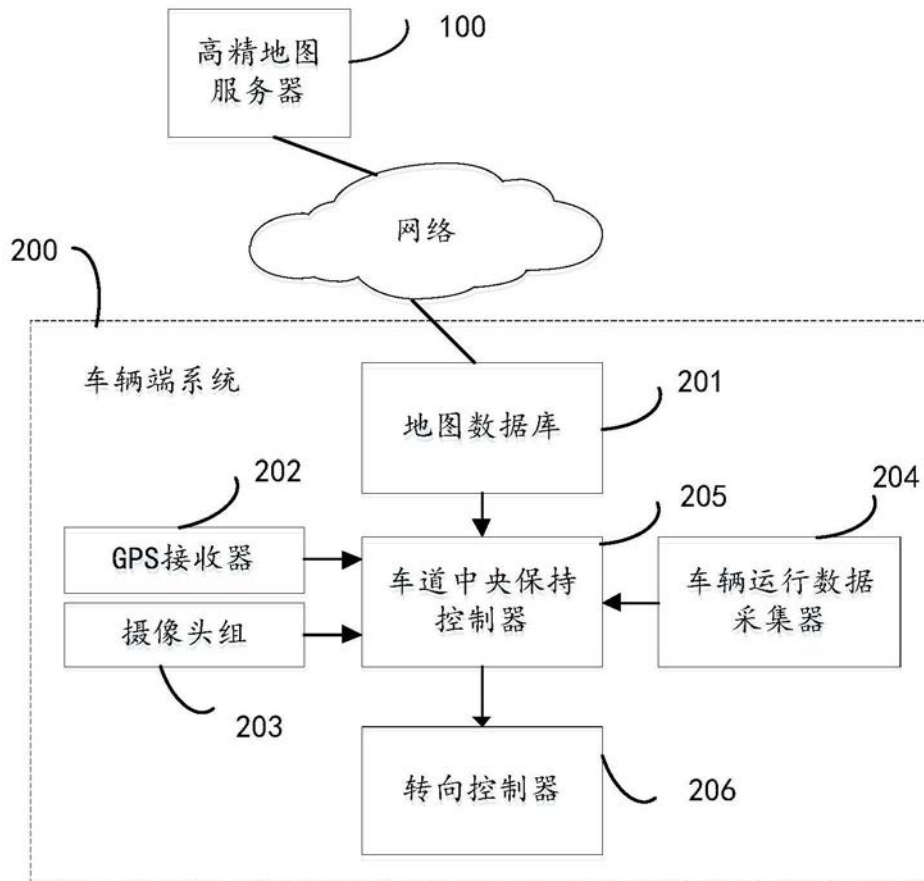 高精地图
服务器
100
网络
200
车辆端系统
地图数据库
201
202
204
205
GPS接收器
车道中央保持
控制器
车辆运行数据
采集器
摄像头组
203
转向控制器
206